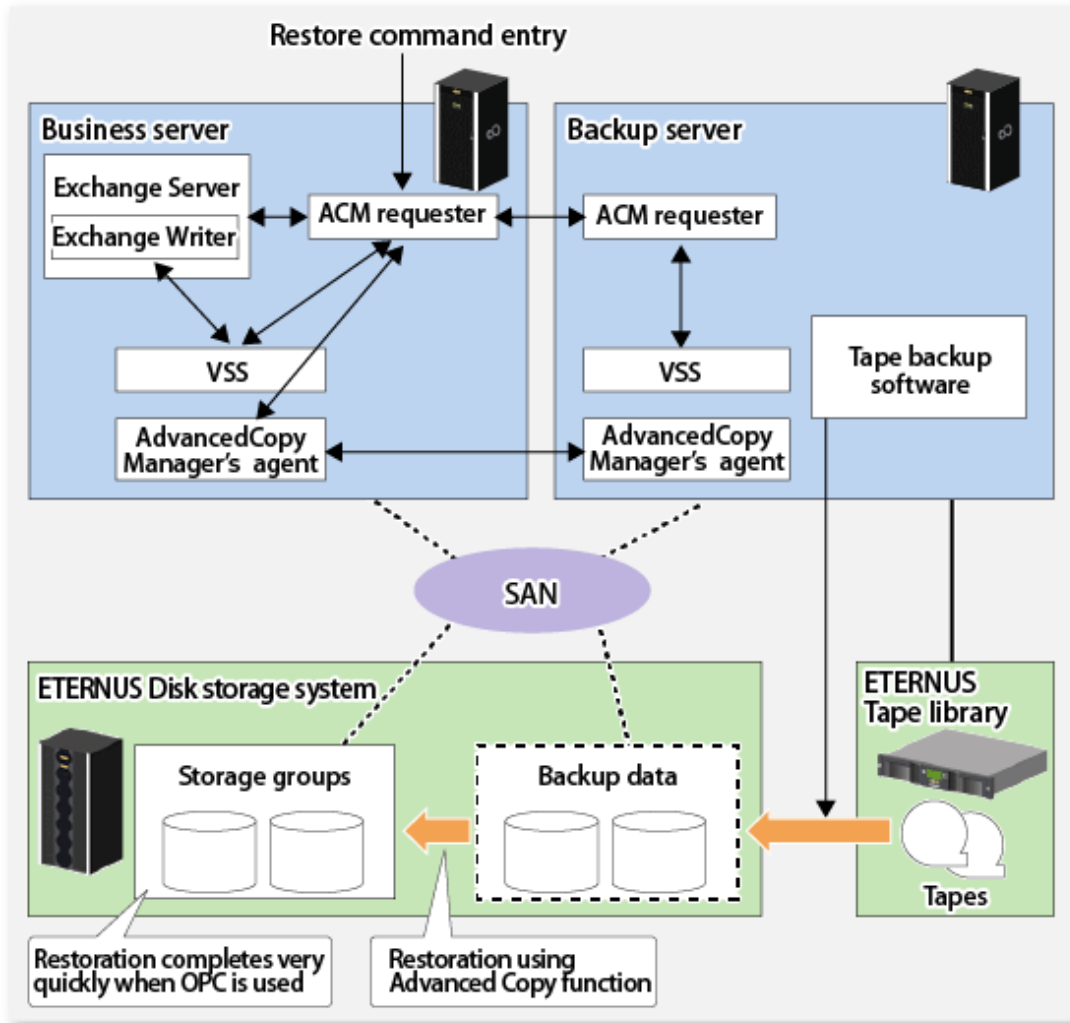 Restore command entry
Business server
Backup server
Exchange Server
Exchange Writer
ACM requester
ACM requester
VSS
VSS
Tape backup
software
AdvancedCopy
Manager's agent
AdvancedCopy
Manager's agent
SAN
ETERNUS Disk storage system
ETERNUS
Tape library
Storage groups
Backup data
Tapes
Restoration completes very
quickly when OPC is used
Restoration using
Advanced Copy function